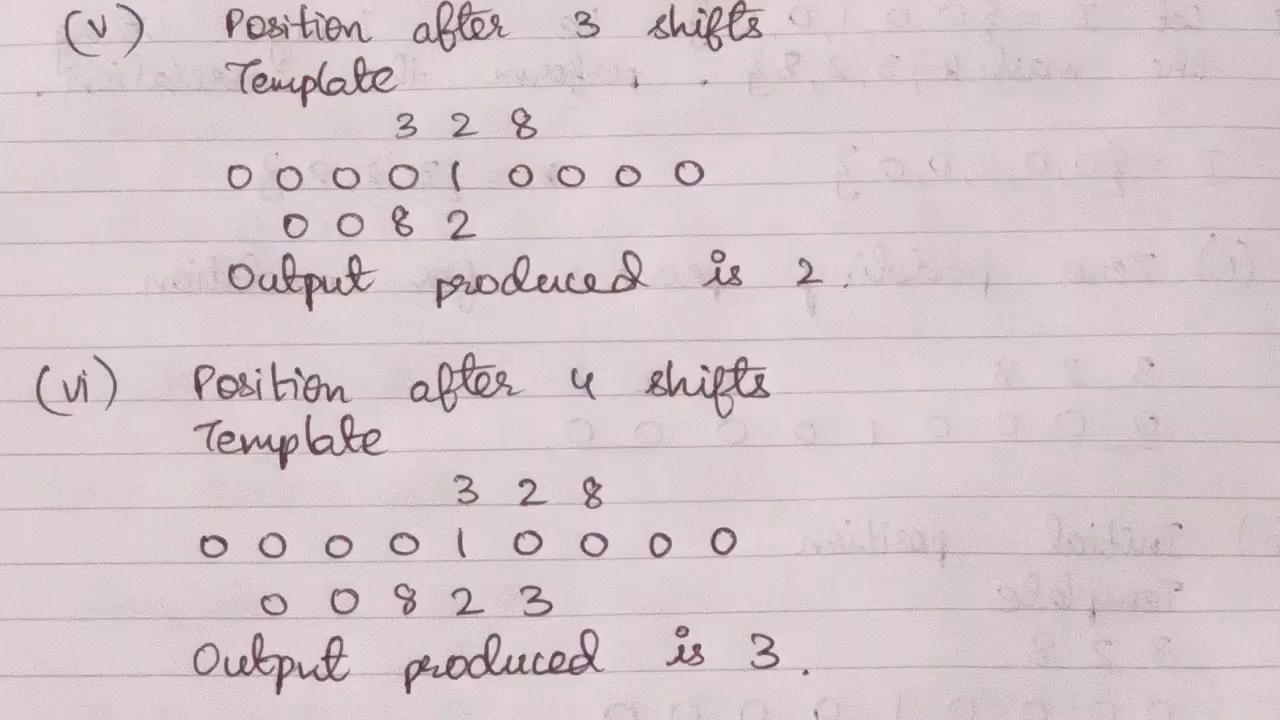 (v) Position after 3 shifts
Template
3 2 8
0 0 0 0 1 0 0 0 0
0 0 8 2
Output produced is 2.
(vi) Position after 4 shifts
Template
3 2 8
0 0 0 0 1 0 0 0 0
0 0 8 2 3
Output produced is 3.